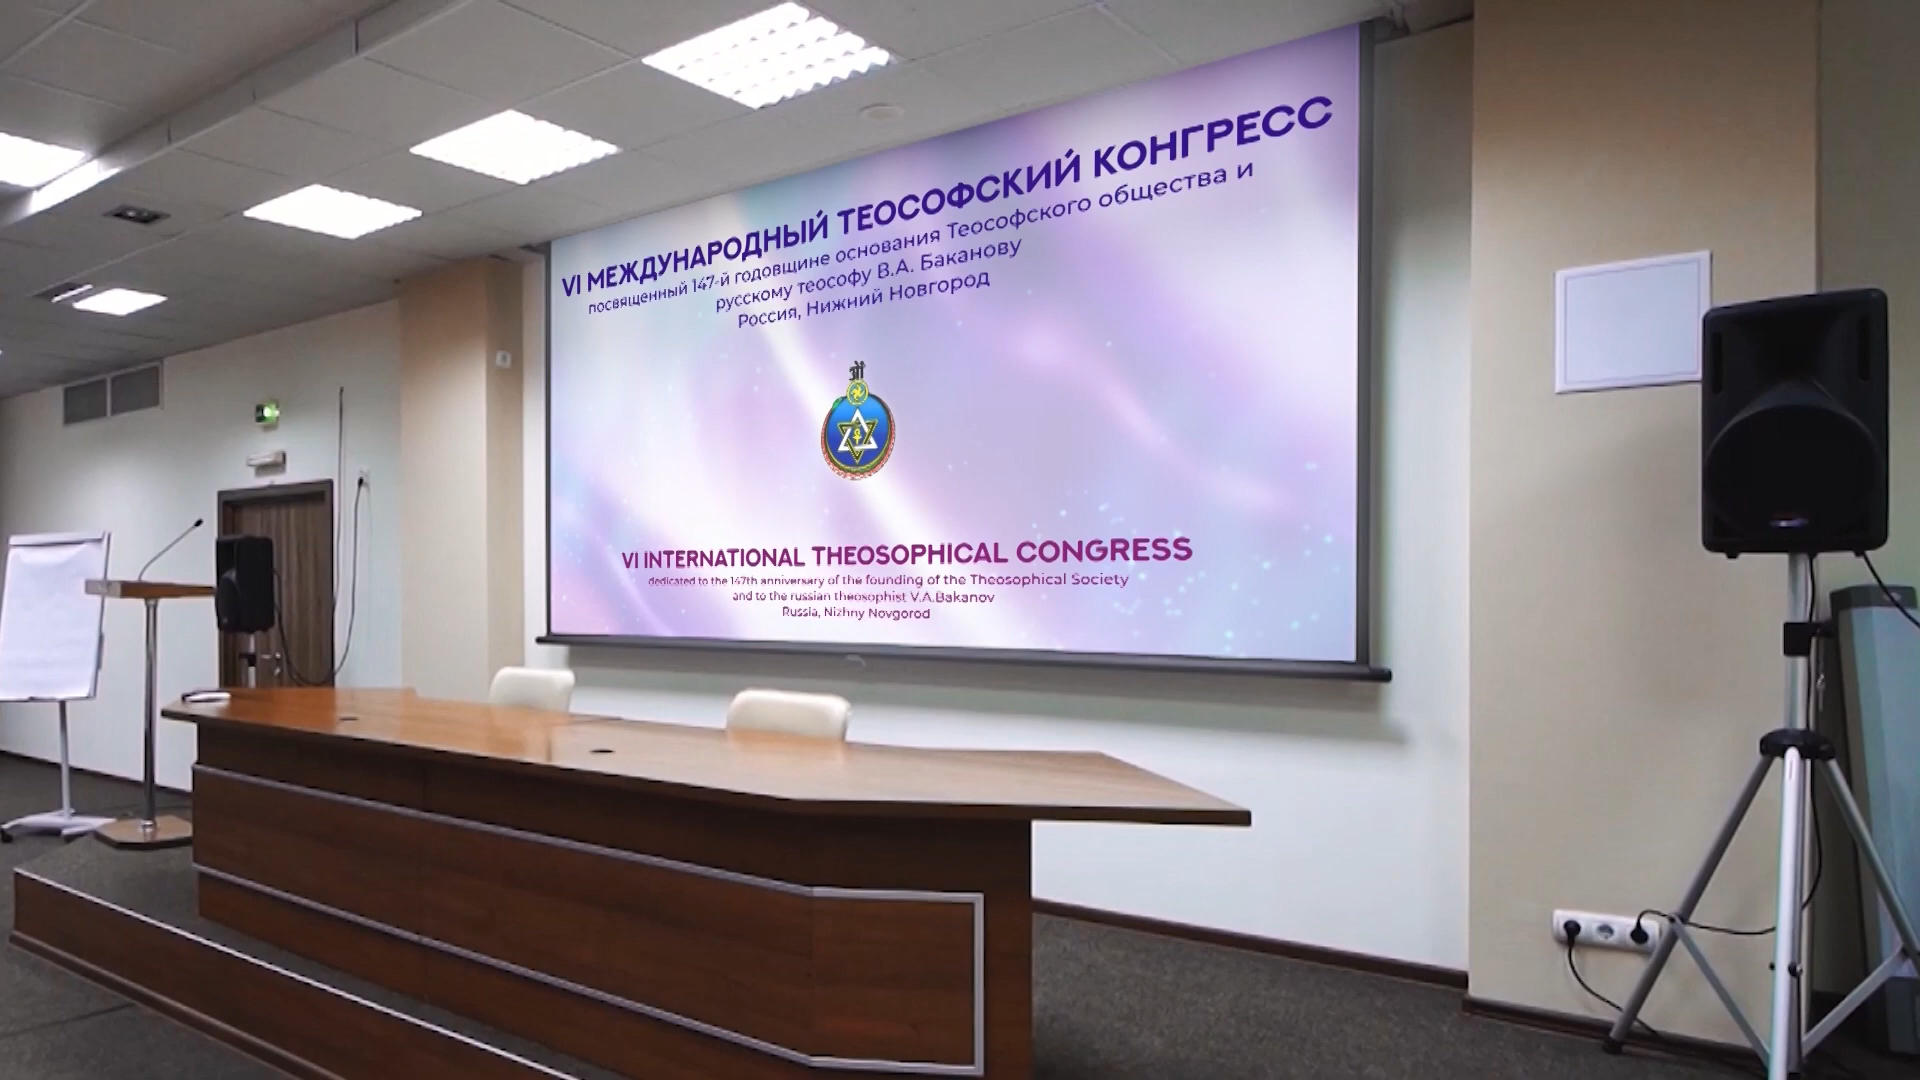 VI МЕЖДУНАРОДНЫЙ ТЕОСОФСКИЙ КОНГРЕСС
посвященный 147-й годовщине основания Теософского общества и
русскому теософу В.А. Баканову
Россия, Нижний Новгород
ओं
VI INTERNATIONAL THEOSOPHICAL CONGRESS
dedicated to the 147th anniversary of the founding of the Theosophical Society
and to the russian theosophist V.A.Bakanov
Russia, Nizhny Novgorod